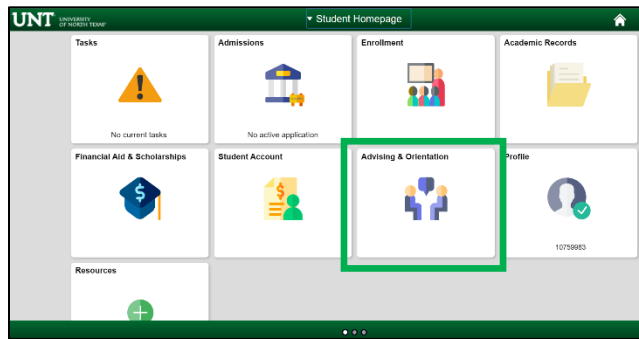 UNT UNIVERSITY
OF NORTH TEXAS
Student Homepage
Tasks
Admissions
Enrollment
Academic Records
No current tasks
No active application
Financial Aid & Scholarships
Student Account
Advising & Orientation
Profile
10759983
Resources